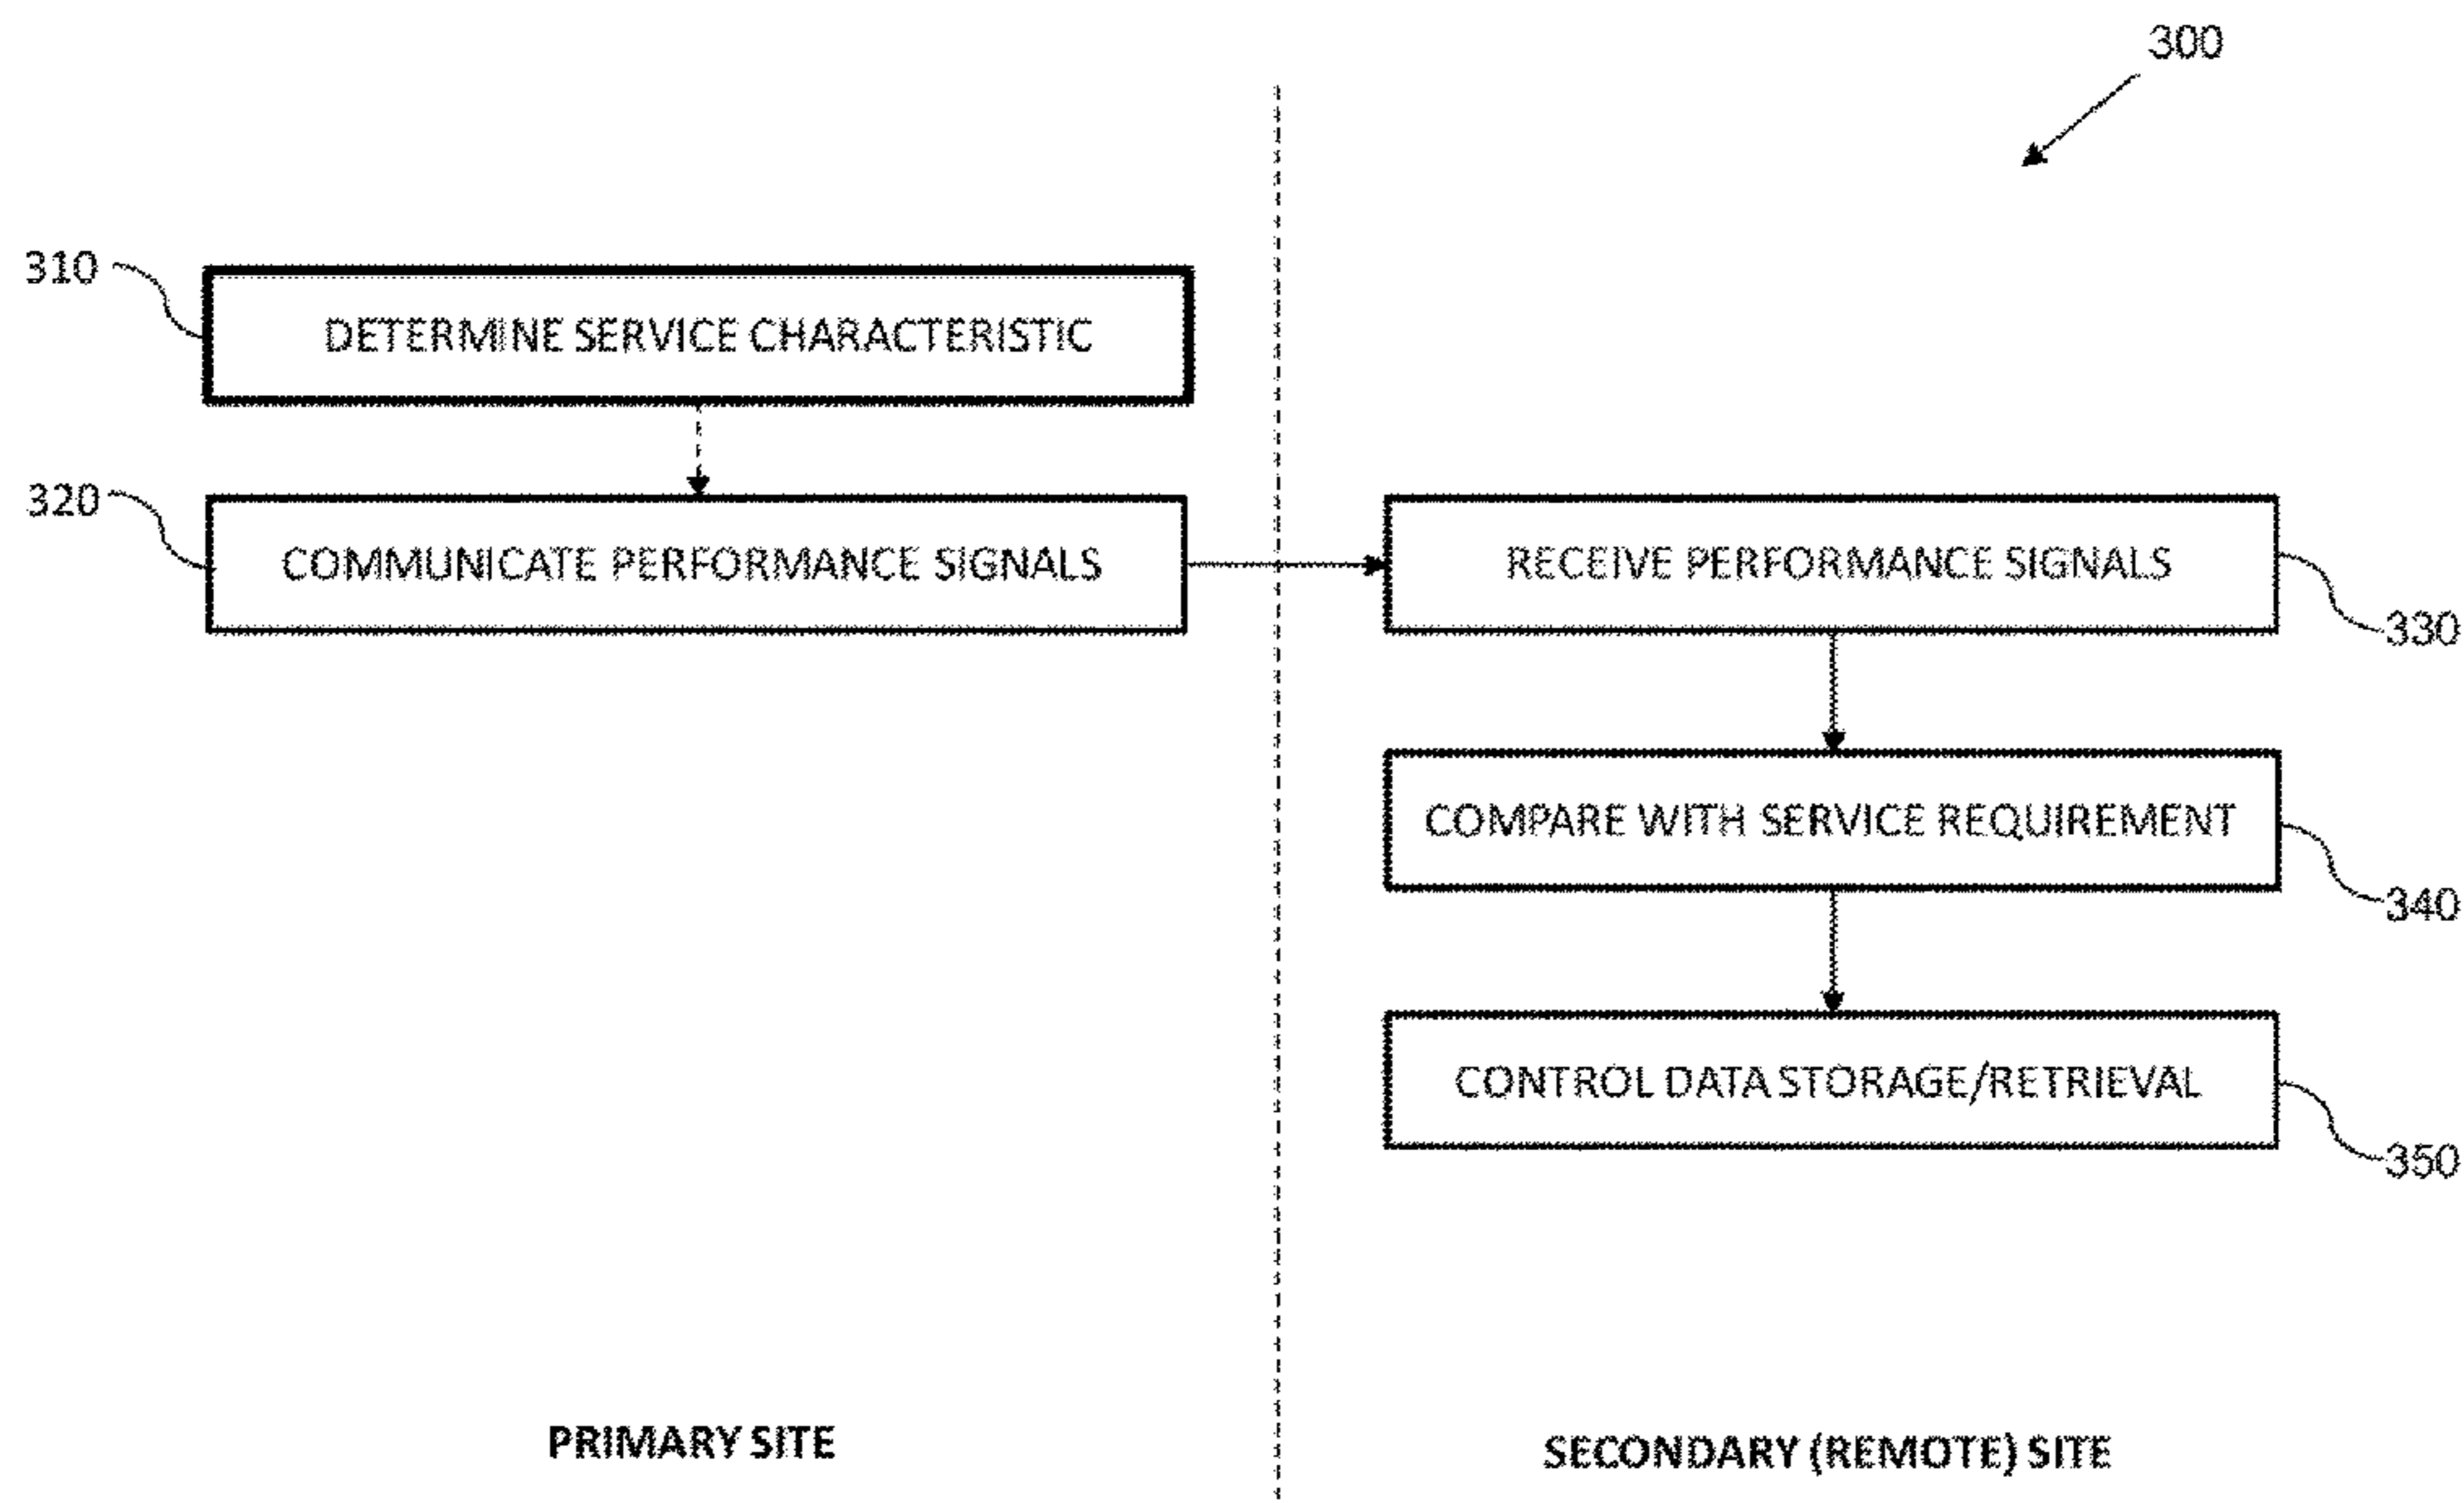 300
310
DETERMINE SERVICE CHARACTERISTIC
320
COMMUNICATE PERFORMANCE SIGNALS
RECEIVE PERFORMANCE SIGNALS
330
COMPARE WITH SERVICE REQUIREMENT
340
CONTROL DATA STORAGE/RETRIEVAL
350
PRIMARY SITE
SECONDARY (REMOTE) SITE